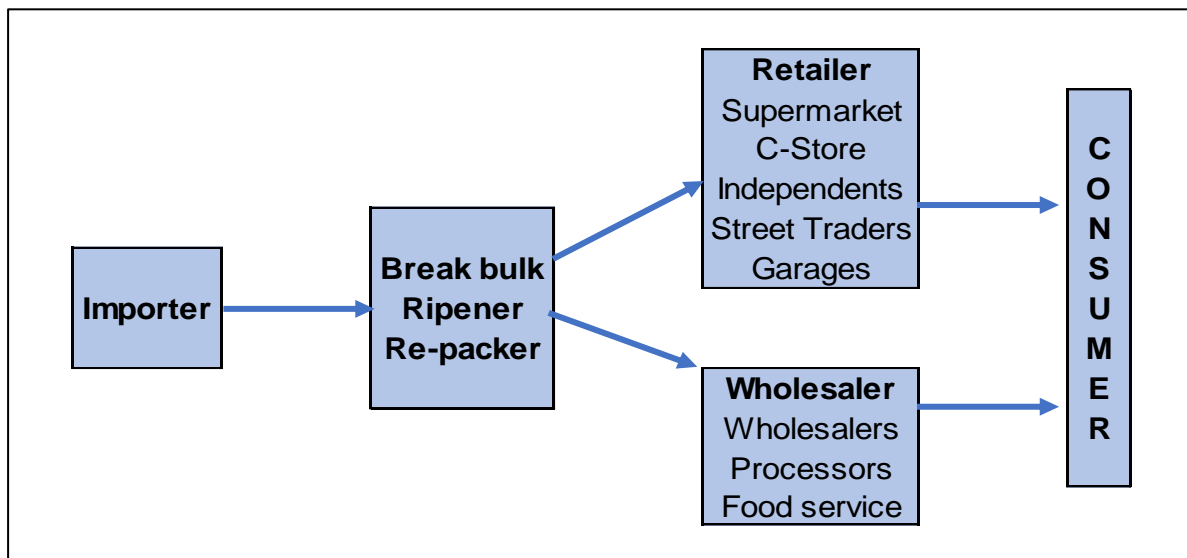 Importer
Break bulk
Ripener
Re-packer
Retailer
Supermarket
C-Store
Independents
Street Traders
Garages
Wholesaler
Wholesalers
Processors
Food service
C
O
N
S
U
M
E
R